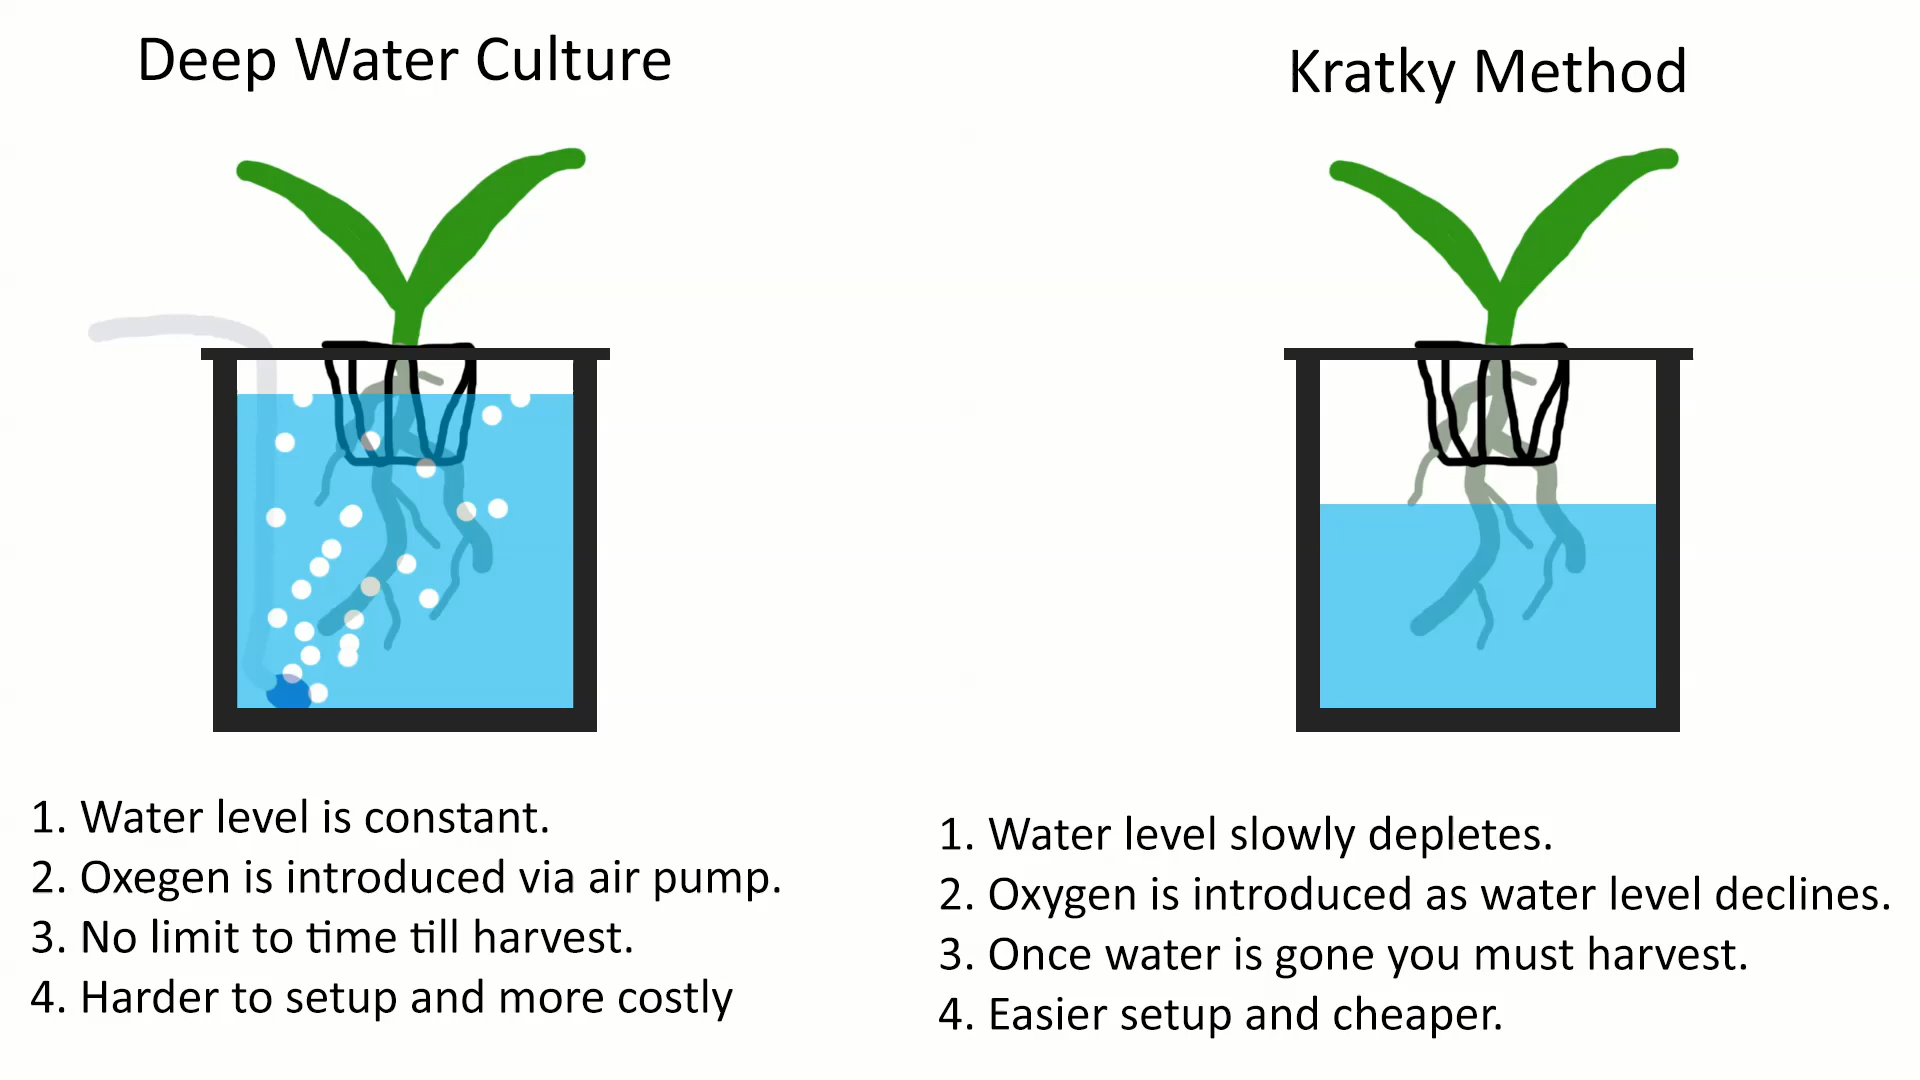 Deep Water Culture
Kratky Method
1. Water level is constant.
2. Oxegen is introduced via air pump.
3. No limit to time till harvest.
4. Harder to setup and more costly
1. Water level slowly depletes.
2. Oxygen is introduced as water level declines.
3. Once water is gone you must harvest.
4. Easier setup and cheaper.